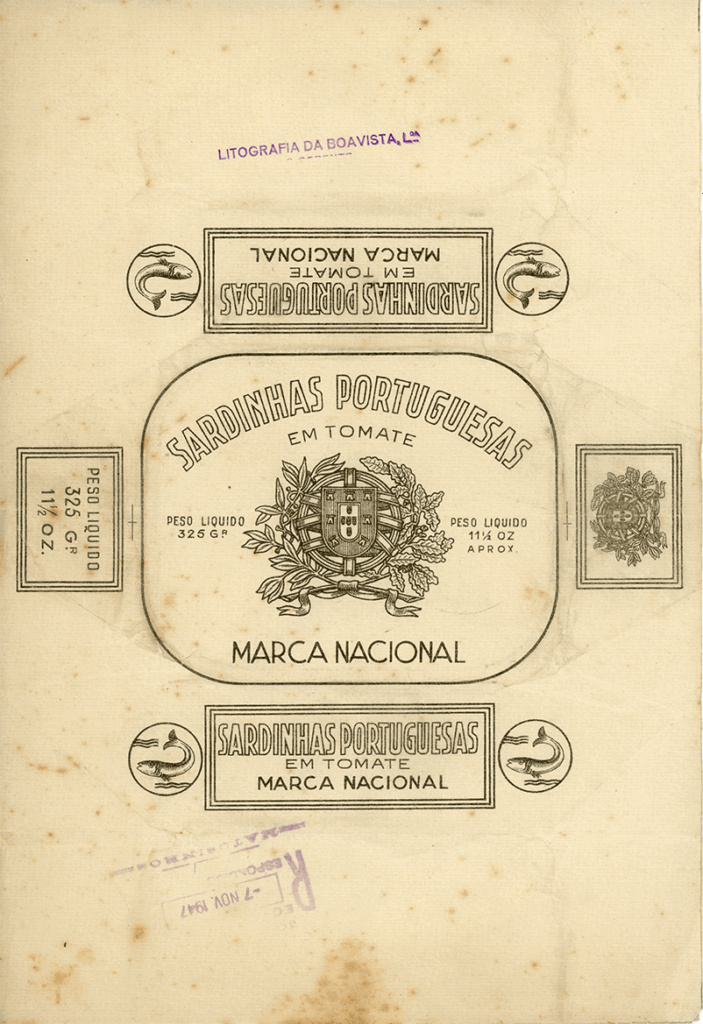 LITOGRAFIA DA BOAVISTA, Lᴰᴬ
MARCA NACIONAL
EM TOMATE
SARDINHAS PORTUGUESAS
SARDINHAS PORTUGUESAS
EM TOMATE
PESO LIQUIDO
325 Gᴿ
11½ OZ.
PESO LIQUIDO
325 Gᴿ
PESO LIQUIDO
11½ OZ
APROX.
MARCA NACIONAL
SARDINHAS PORTUGUESAS
EM TOMATE
MARCA NACIONAL
-7 NOV. 1947